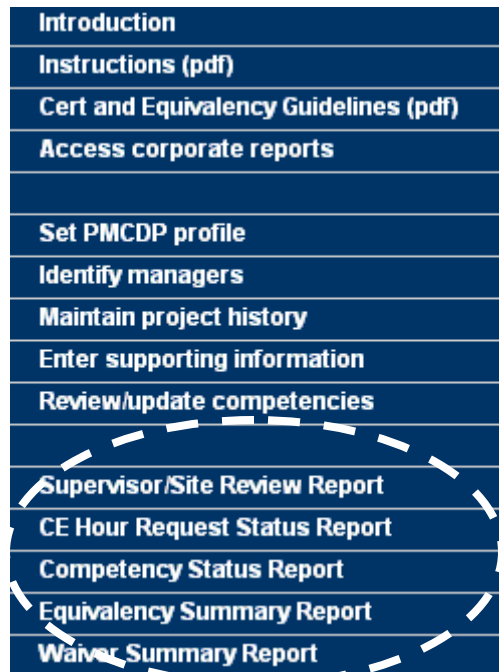 Introduction
Instructions (pdf)
Cert and Equivalency Guidelines (pdf)
Access corporate reports
Set PMCDP profile
Identify managers
Maintain project history
Enter supporting information
Review/update competencies
Supervisor/Site Review Report
CE Hour Request Status Report
Competency Status Report
Equivalency Summary Report
Waiver Summary Report